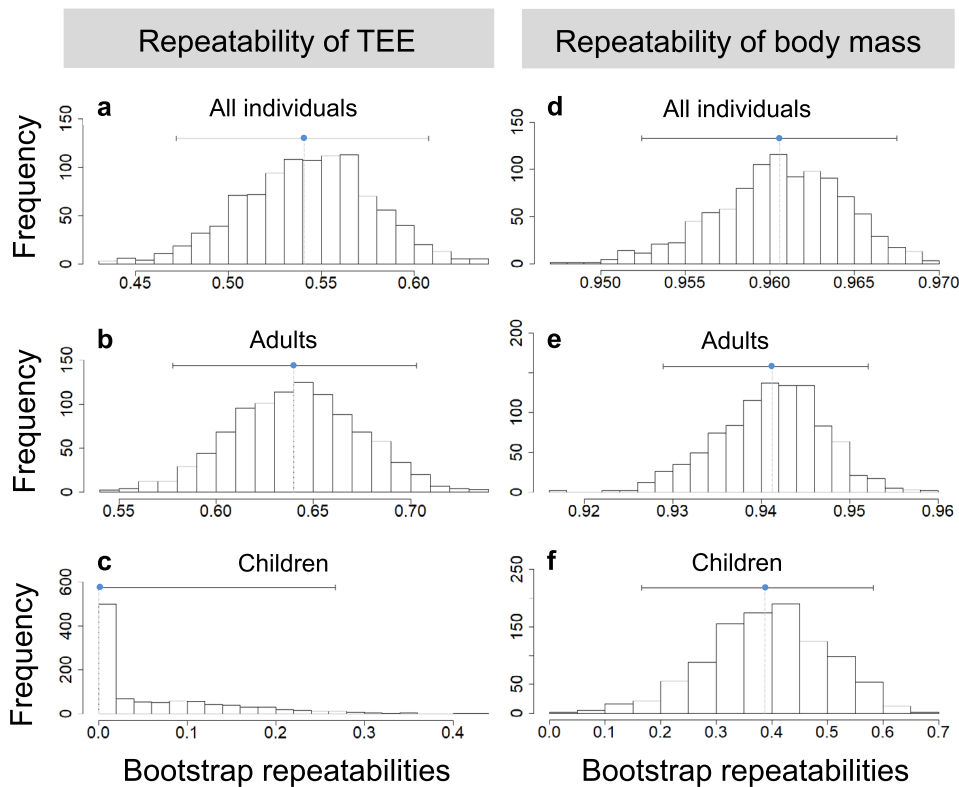 Repeatability of TEE
Repeatability of body mass
a
All individuals
Frequency
150
100
50
0
0.45 0.50 0.55 0.60
d
All individuals
150
100
50
0
0.950 0.955 0.960 0.965 0.970
b
Adults
Frequency
150
100
50
0
0.55 0.60 0.65 0.70
e
Adults
200
100
50
0
0.92 0.93 0.94 0.95 0.96
c
Children
Frequency
600
400
200
0
0.0 0.1 0.2 0.3 0.4
Bootstrap repeatabilities
f
Children
250
150
50
0
0.0 0.1 0.2 0.3 0.4 0.5 0.6 0.7
Bootstrap repeatabilities